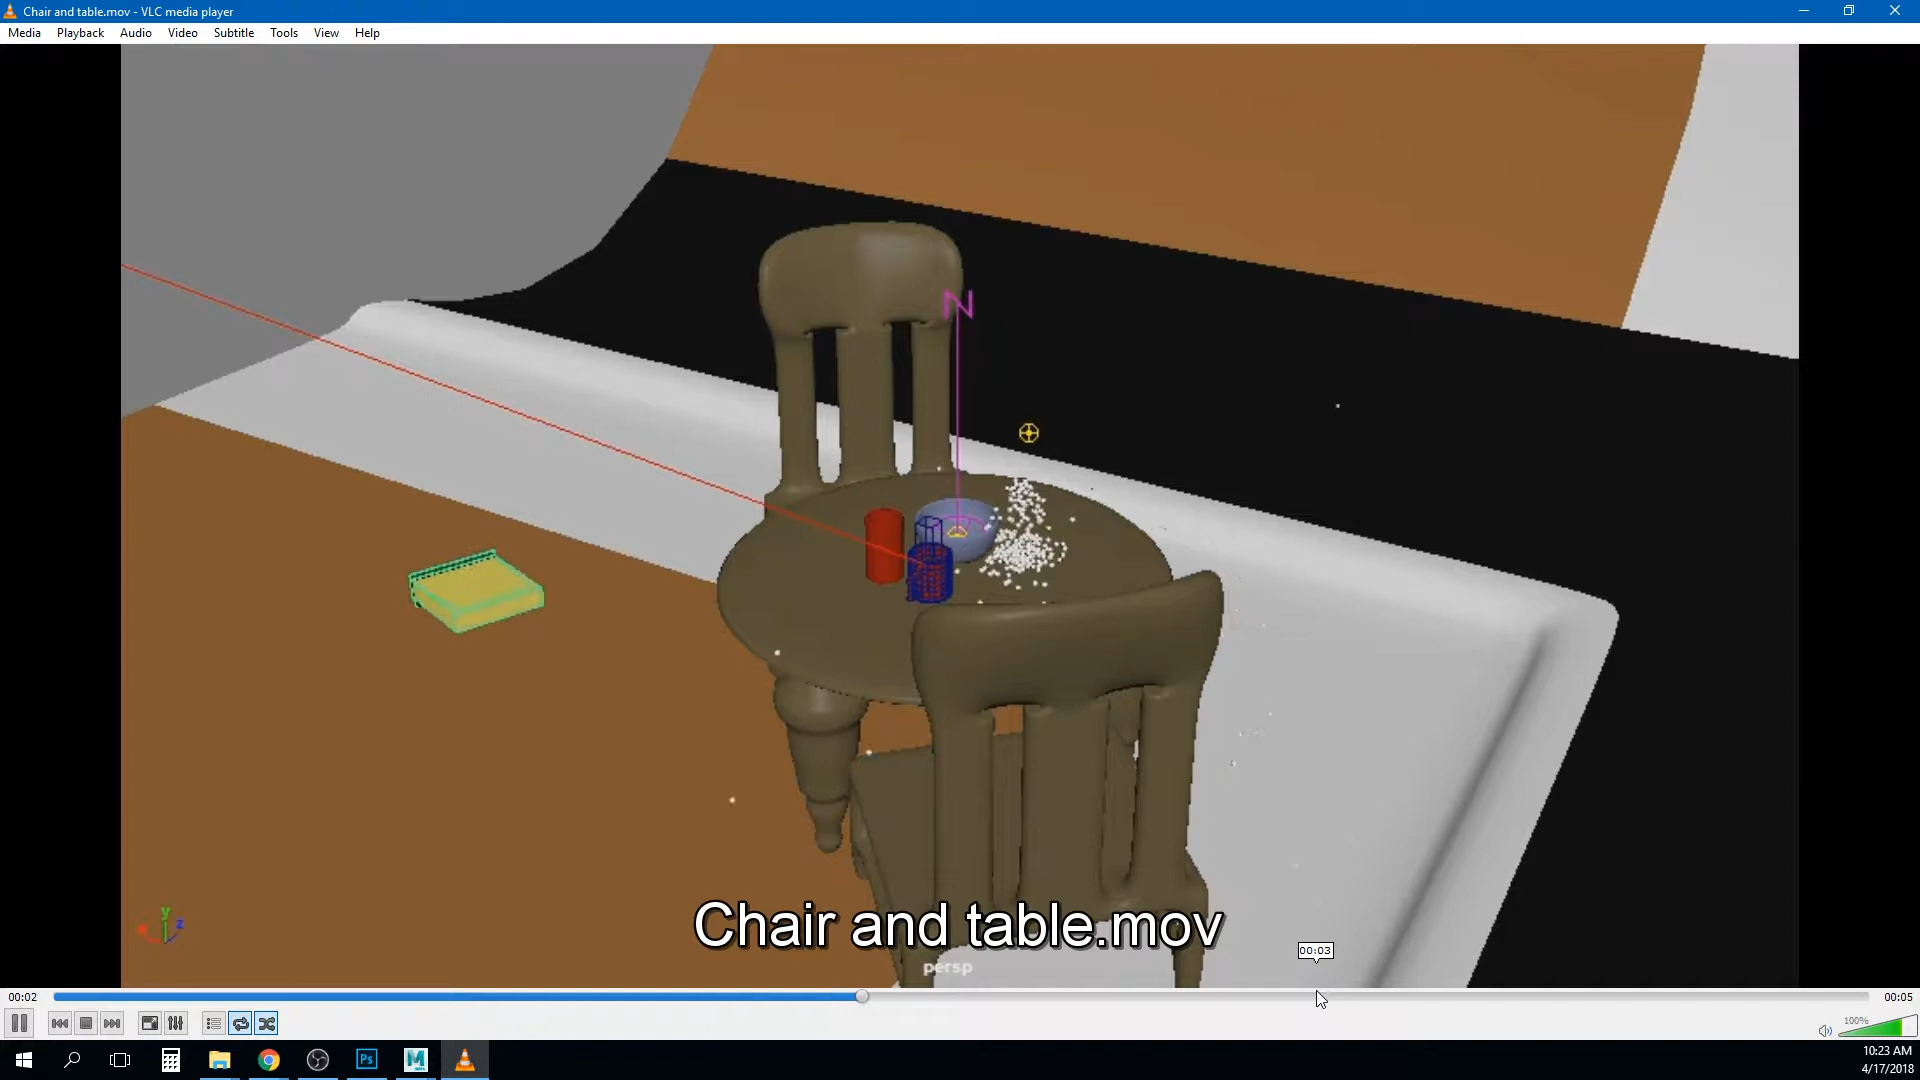 Chair and table.mov - VLC media player
Media Playback Audio Video Subtitle Tools View Help
N
y
z
Chair and table.mov
00:03
persp
00:02
00:05
100%
Ps
M
10:23 AM
4/17/2018